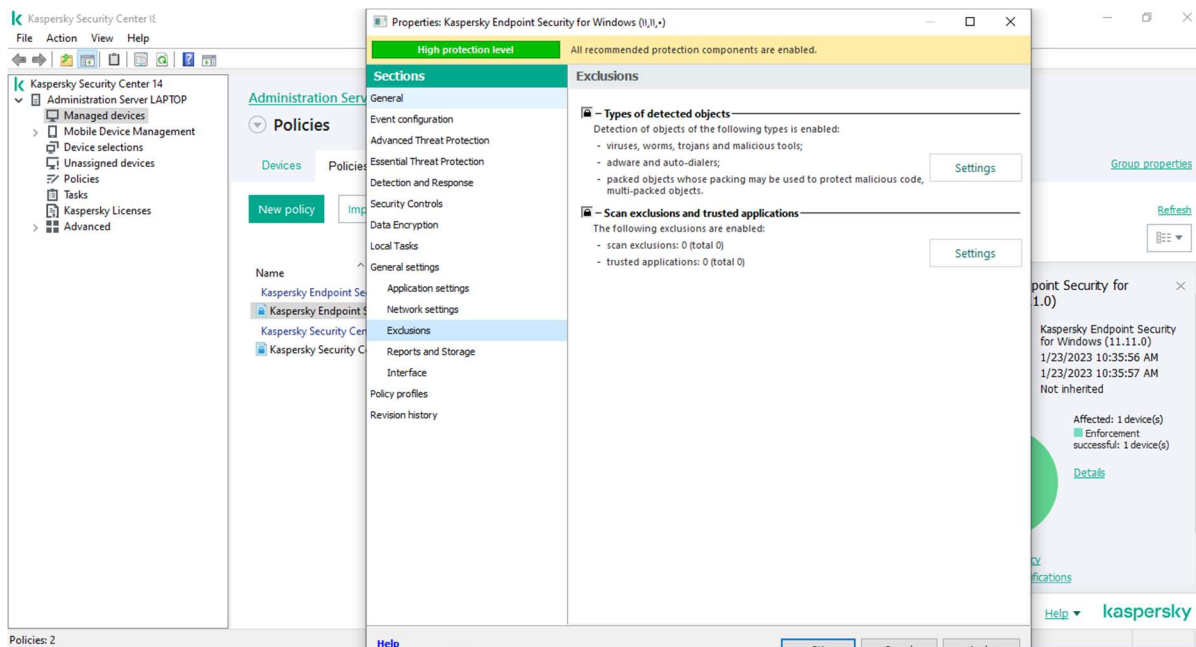 Kaspersky Security Center 14
File Action View Help
Kaspersky Security Center 14
Administration Server LAPTOP
Managed devices
Mobile Device Management
Device selections
Unassigned devices
Policies
Tasks
Kaspersky Licenses
Advanced
Policies: 2
Administration Serv
Policies
Devices Policies
New policy Imp
Name
Kaspersky Endpoint Se
Kaspersky Endpoint S
Kaspersky Security Cen
Kaspersky Security C
Properties: Kaspersky Endpoint Security for Windows
High protection level All recommended protection components are enabled.
Sections
General
Event configuration
Advanced Threat Protection
Essential Threat Protection
Detection and Response
Security Controls
Data Encryption
Local Tasks
General settings
Application settings
Network settings
Exclusions
Reports and Storage
Interface
Policy profiles
Revision history
Help
Exclusions
– Types of detected objects
Detection of objects of the following types is enabled:
- viruses, worms, trojans and malicious tools;
- adware and auto-dialers;
- packed objects whose packing may be used to protect malicious code,
multi-packed objects.
Settings
– Scan exclusions and trusted applications
The following exclusions are enabled:
- scan exclusions: 0 (total 0)
- trusted applications: 0 (total 0)
Settings
Group properties
Refresh
point Security for
1.0)
Kaspersky Endpoint Security
for Windows (11.11.0)
1/23/2023 10:35:56 AM
1/23/2023 10:35:57 AM
Not inherited
Affected: 1 device(s)
Enforcement
successful: 1 device(s)
Details
cy
ifications
Help kaspersky